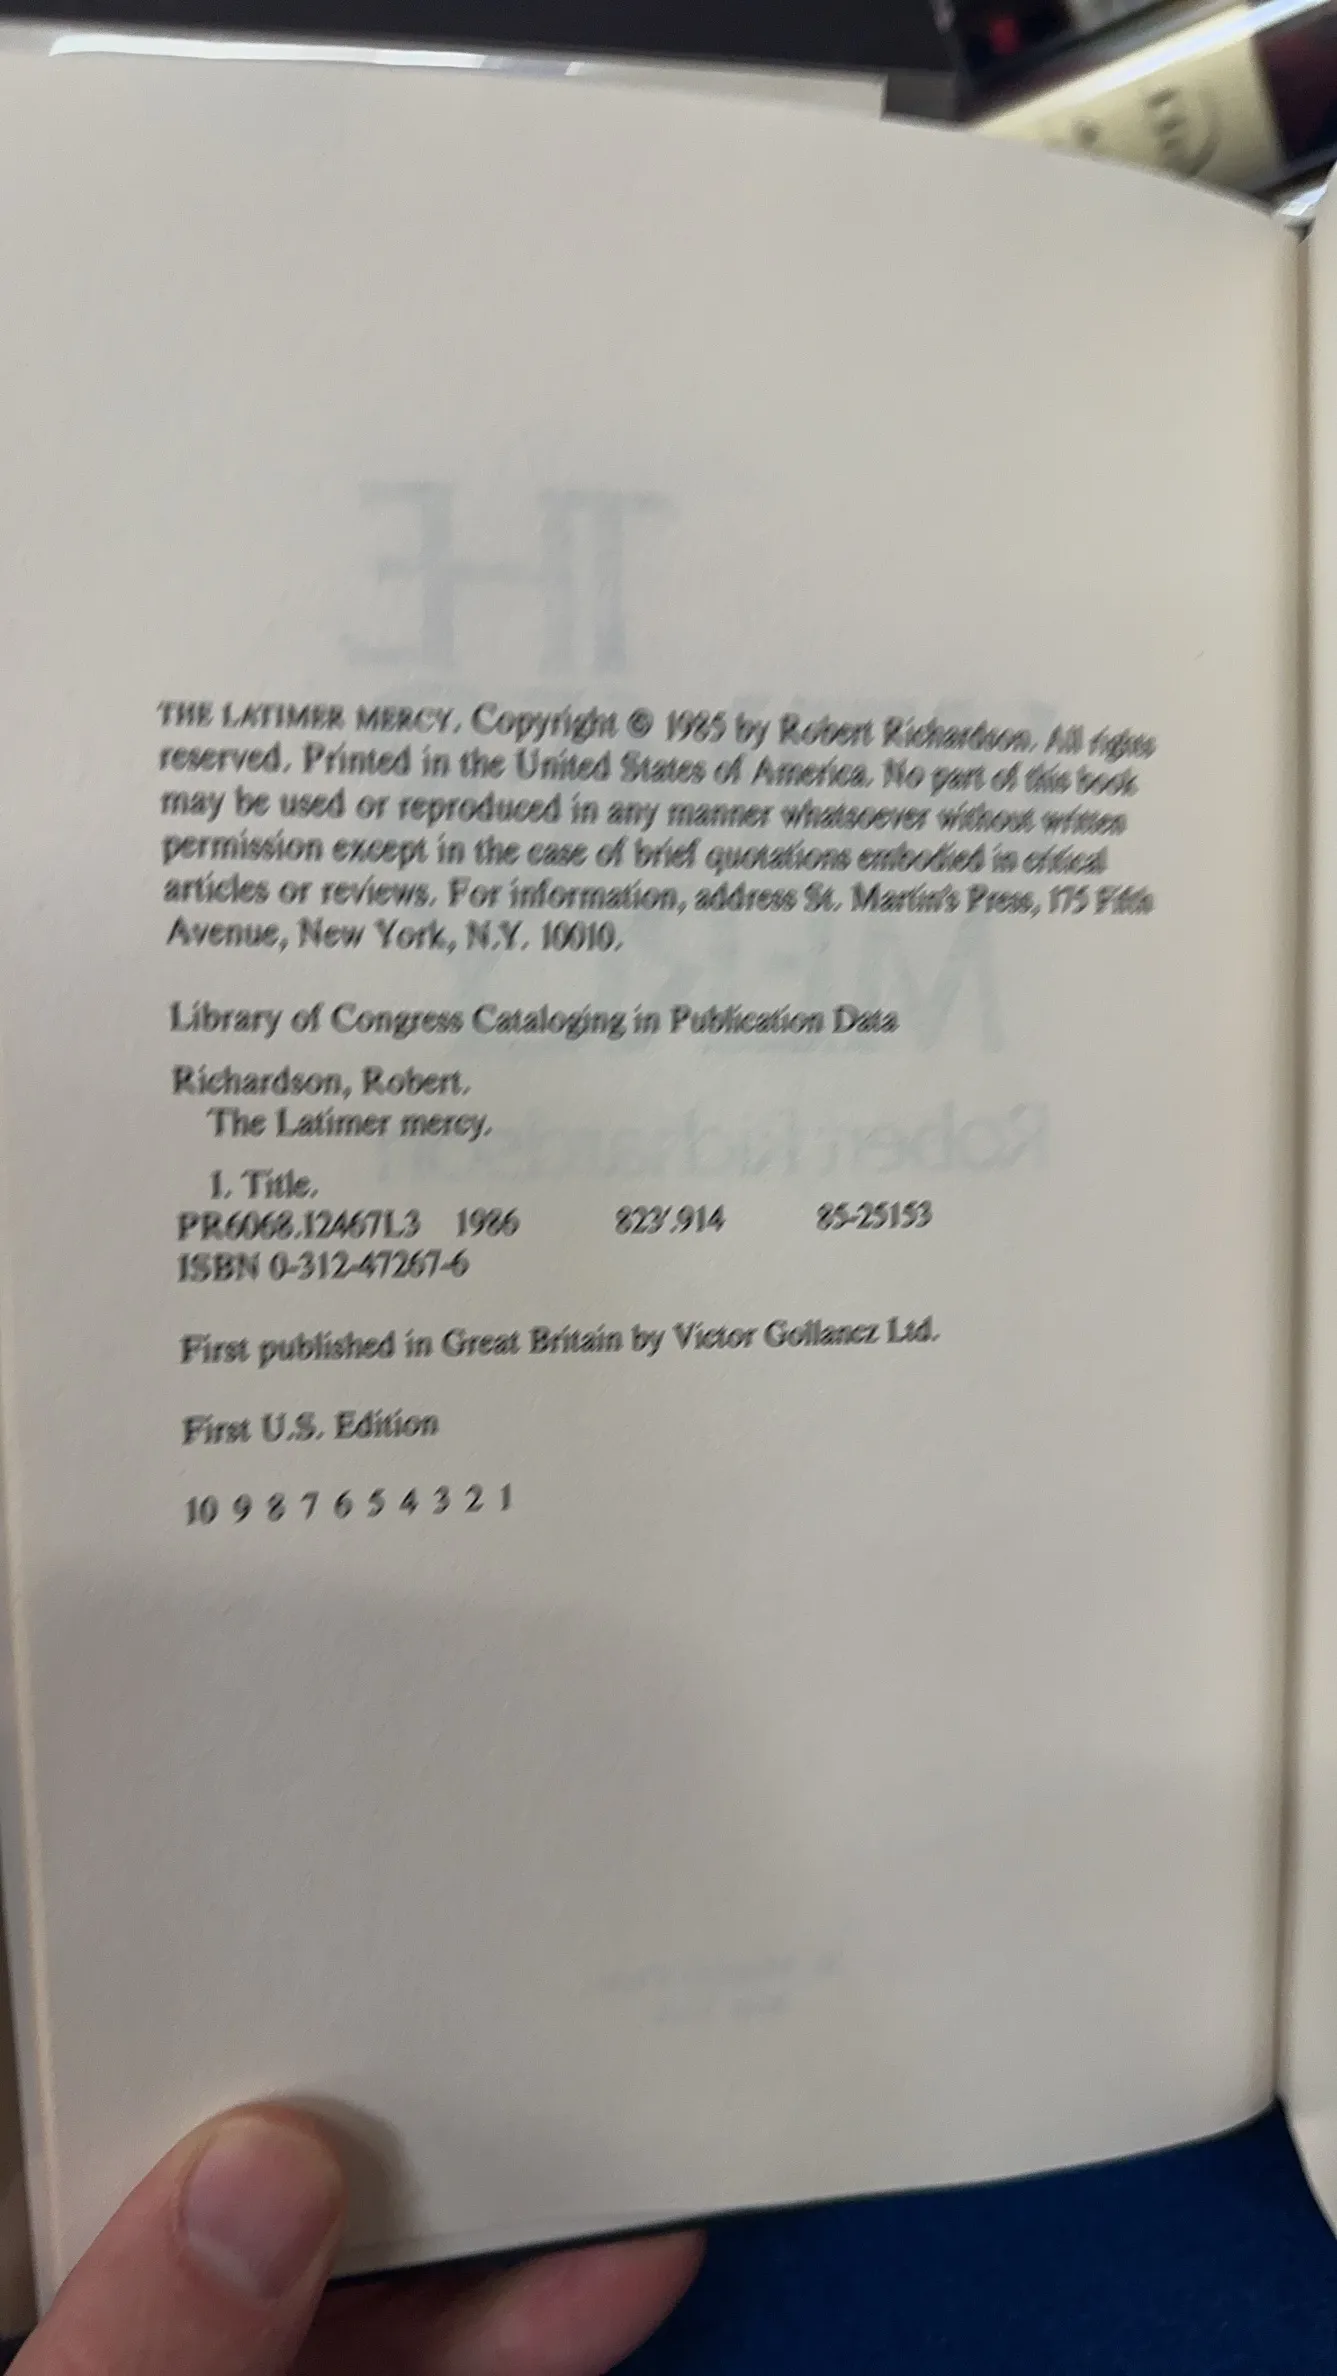 THE LATIMER MERCY. Copyright © 1985 by Robert Richardson. All rights
reserved. Printed in the United States of America. No part of this book
may be used or reproduced in any manner whatsoever without written
permission except in the case of brief quotations embodied in critical
articles or reviews. For information, address St. Martin's Press, 175 Fifth
Avenue, New York, N.Y. 10010.
Library of Congress Cataloging in Publication Data
Richardson, Robert.
The Latimer mercy.
I. Title.
PR6068.I2467L3 1986 823'.914 85-25153
ISBN 0-312-47267-6
First published in Great Britain by Victor Gollancz Ltd.
First U.S. Edition
10 9 8 7 6 5 4 3 2 1